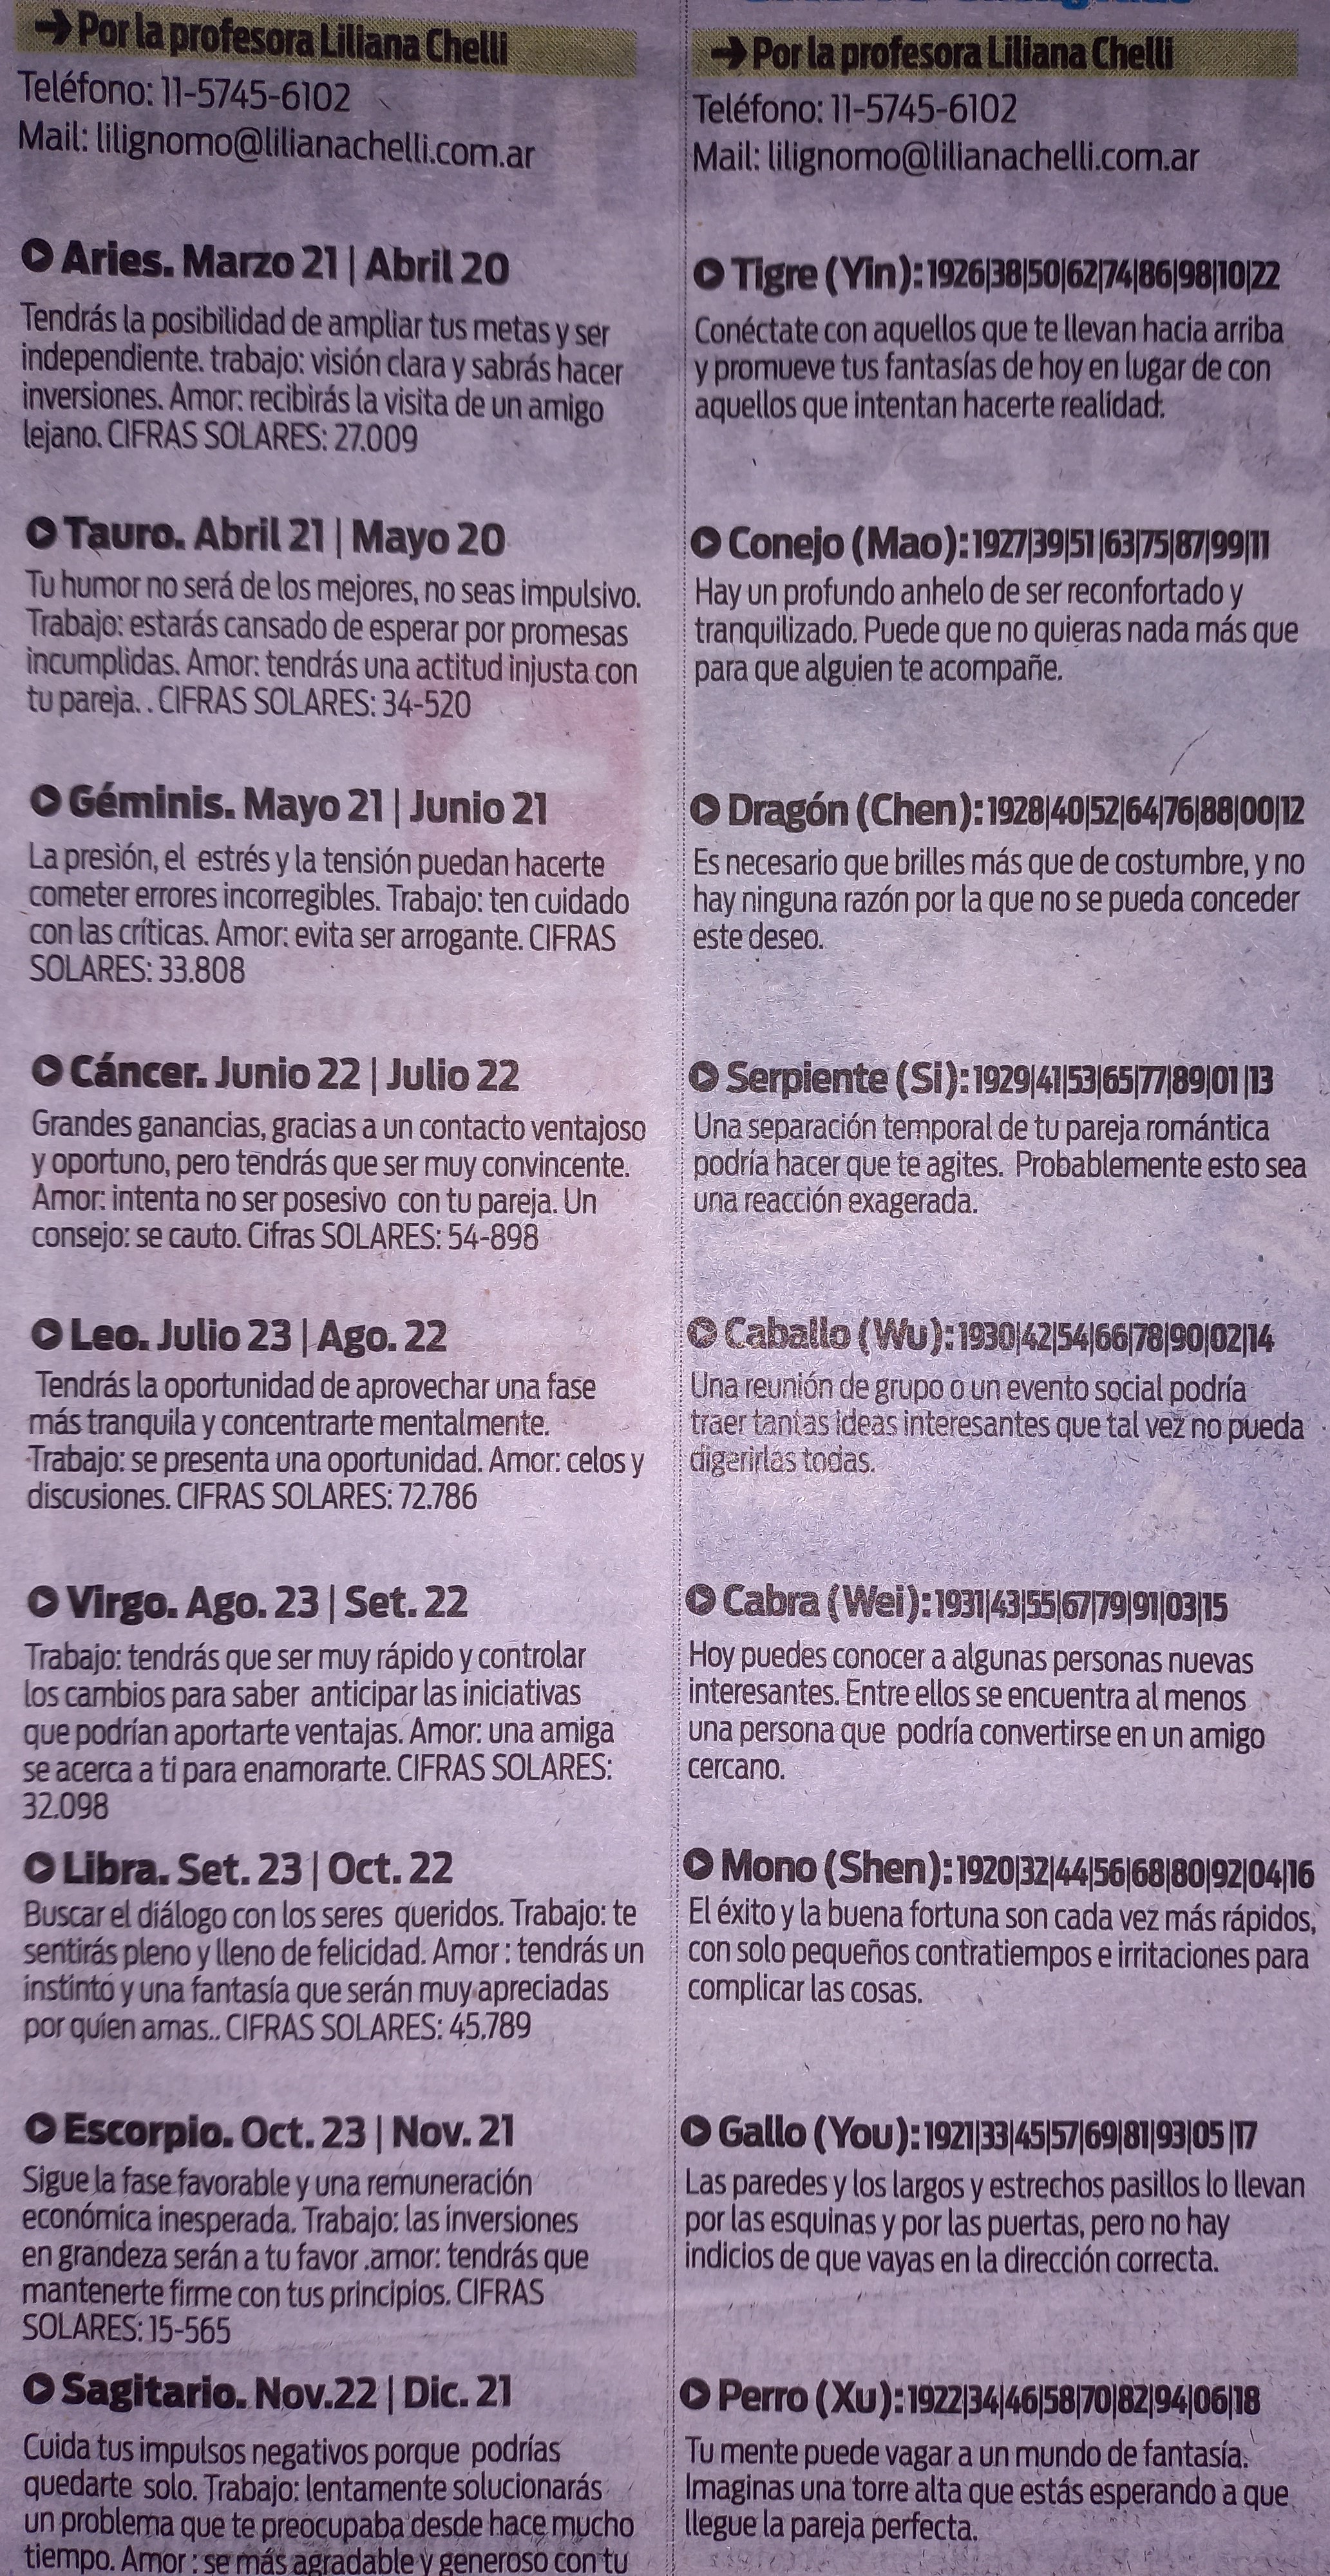 ➔ Por la profesora Liliana Chelli
Teléfono: 11-5745-6102
Mail: lilignomo@lilianachelli.com.ar
Aries. Marzo 21 | Abril 20
Tendrás la posibilidad de ampliar tus metas y ser
independiente. trabajo: visión clara y sabrás hacer
inversiones. Amor: recibirás la visita de un amigo
lejano. CIFRAS SOLARES: 27.009
Tauro. Abril 21 | Mayo 20
Tu humor no será de los mejores, no seas impulsivo.
Trabajo: estarás cansado de esperar por promesas
incumplidas. Amor: tendrás una actitud injusta con
tu pareja. . CIFRAS SOLARES: 34-520
Géminis. Mayo 21 | Junio 21
La presión, el estrés y la tensión puedan hacerte
cometer errores incorregibles. Trabajo: ten cuidado
con las críticas. Amor: evita ser arrogante. CIFRAS
SOLARES: 33.808
Cáncer. Junio 22 | Julio 22
Grandes ganancias, gracias a un contacto ventajoso
y oportuno, pero tendrás que ser muy convincente.
Amor: intenta no ser posesivo con tu pareja. Un
consejo: se cauto. Cifras SOLARES: 54-898
Leo. Julio 23 | Ago. 22
Tendrás la oportunidad de aprovechar una fase
más tranquila y concentrarte mentalmente.
Trabajo: se presenta una oportunidad. Amor: celos y
discusiones. CIFRAS SOLARES: 72.786
Virgo. Ago. 23 | Set. 22
Trabajo: tendrás que ser muy rápido y controlar
los cambios para saber anticipar las iniciativas
que podrían aportarte ventajas. Amor: una amiga
se acerca a ti para enamorarte. CIFRAS SOLARES:
32.098
Libra. Set. 23 | Oct. 22
Buscar el diálogo con los seres queridos. Trabajo: te
sentirás pleno y lleno de felicidad. Amor : tendrás un
instinto y una fantasía que serán muy apreciadas
por quien amas.. CIFRAS SOLARES: 45.789
Escorpio. Oct. 23 | Nov. 21
Sigue la fase favorable y una remuneración
económica inesperada. Trabajo: las inversiones
en grandeza serán a tu favor .amor: tendrás que
mantenerte firme con tus principios. CIFRAS
SOLARES: 15-565
Sagitario. Nov.22 | Dic. 21
Cuida tus impulsos negativos porque podrías
quedarte solo. Trabajo: lentamente solucionarás
un problema que te preocupaba desde hace mucho
tiempo. Amor : se más agradable y generoso con tu
➔ Por la profesora Liliana Chelli
Teléfono: 11-5745-6102
Mail: lilignomo@lilianachelli.com.ar
Tigre (Yin): 1926|38|50|62|74|86|98|10|22
Conéctate con aquellos que te llevan hacia arriba
y promueve tus fantasías de hoy en lugar de con
aquellos que intentan hacerte realidad.
Conejo (Mao): 1927|39|51|63|75|87|99|11
Hay un profundo anhelo de ser reconfortado y
tranquilizado. Puede que no quieras nada más que
para que alguien te acompañe.
Dragón (Chen): 1928|40|52|64|76|88|00|12
Es necesario que brilles más que de costumbre, y no
hay ninguna razón por la que no se pueda conceder
este deseo.
Serpiente (Si): 1929|41|53|65|77|89|01|13
Una separación temporal de tu pareja romántica
podría hacer que te agites. Probablemente esto sea
una reacción exagerada.
Caballo (Wu): 1930|42|54|66|78|90|02|14
Una reunión de grupo o un evento social podría
traer tantas ideas interesantes que tal vez no pueda
digerirlas todas.
Cabra (Wei): 1931|43|55|67|79|91|03|15
Hoy puedes conocer a algunas personas nuevas
interesantes. Entre ellos se encuentra al menos
una persona que podría convertirse en un amigo
cercano.
Mono (Shen): 1920|32|44|56|68|80|92|04|16
El éxito y la buena fortuna son cada vez más rápidos,
con solo pequeños contratiempos e irritaciones para
complicar las cosas.
Gallo (You): 1921|33|45|57|69|81|93|05|17
Las paredes y los largos y estrechos pasillos lo llevan
por las esquinas y por las puertas, pero no hay
indicios de que vayas en la dirección correcta.
Perro (Xu): 1922|34|46|58|70|82|94|06|18
Tu mente puede vagar a un mundo de fantasía.
Imaginas una torre alta que estás esperando a que
llegue la pareja perfecta.